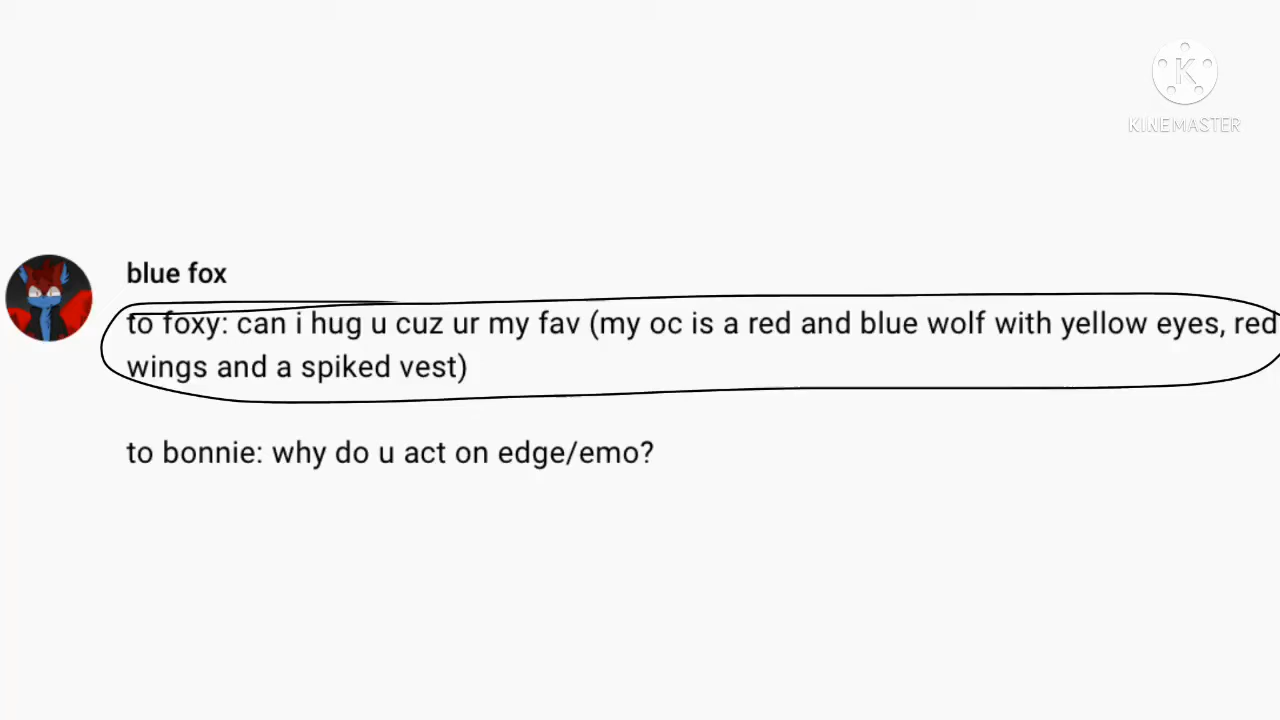 KINEMASTER
blue fox
to foxy: can i hug u cuz ur my fav (my oc is a red and blue wolf with yellow eyes, red
wings and a spiked vest)
to bonnie: why do u act on edge/emo?